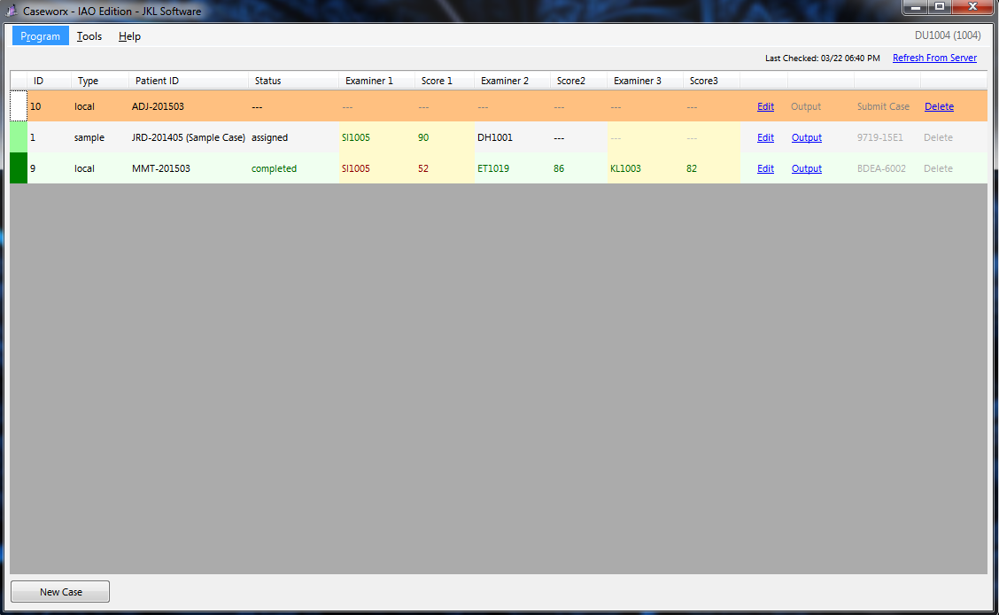 Caseworx - IAO Edition - JKL Software
Program Tools Help DU1004 (1004)
Last Checked: 03/22 06:40 PM Refresh From Server
ID Type Patient ID Status Examiner 1 Score 1 Examiner 2 Score2 Examiner 3 Score3
10 local ADJ-201503 --- --- --- --- --- --- --- Edit Output Submit Case Delete
1 sample JRD-201405 (Sample Case) assigned SI1005 90 DH1001 --- --- --- Edit Output 9719-15E1 Delete
9 local MMT-201503 completed SI1005 52 ET1019 86 KL1003 82 Edit Output BDEA-6002 Delete
New Case